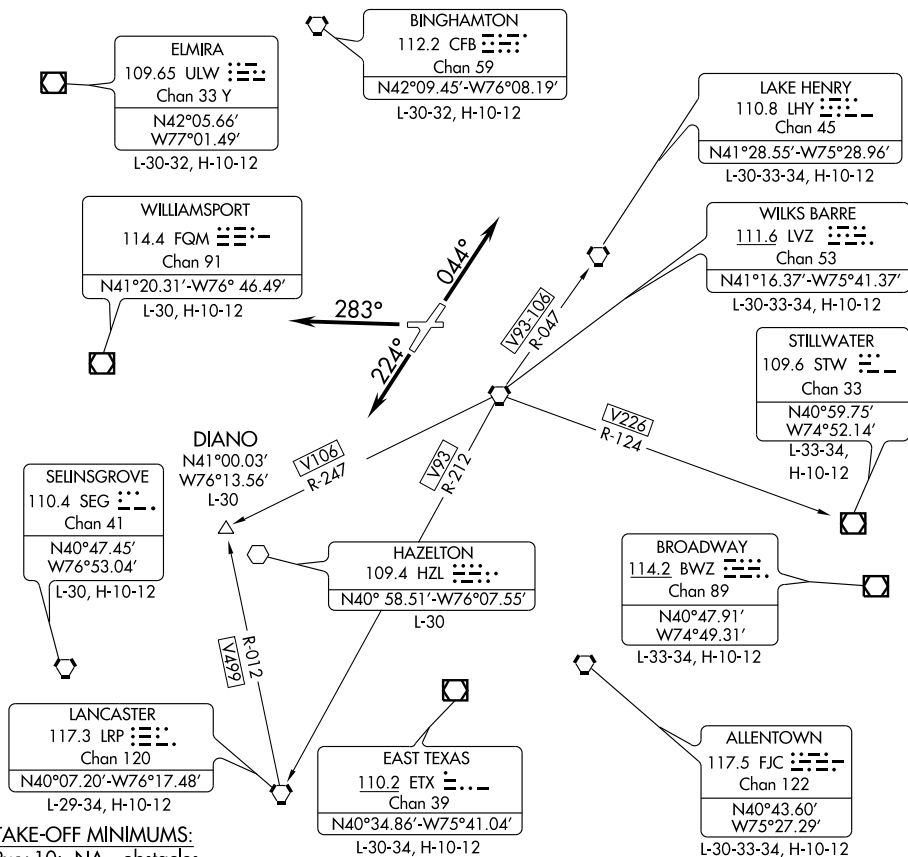 BINGHAMTON
112.2 CFB
Chan 59
N42°09.45′-W76°08.19′
L-30-32, H-10-12
ELMIRA
109.65 ULW
Chan 33 Y
N42°05.66′
W77°01.49′
L-30-32, H-10-12
LAKE HENRY
110.8 LHY
Chan 45
N41°28.55′-W75°28.96′
L-30-33-34, H-10-12
WILLIAMSPORT
114.4 FQM
Chan 91
N41°20.31′-W76° 46.49′
L-30, H-10-12
WILKS BARRE
111.6 LVZ
Chan 53
N41°16.37′-W75°41.37′
L-30-33-34, H-10-12
044°
283°
224°
V93-106
R-047
STILLWATER
109.6 STW
Chan 33
N40°59.75′
W74°52.14′
L-33-34,
H-10-12
V226
R-124
DIANO
N41°00.03′
W76°13.56′
L-30
V106
R-247
V93
R-212
SELINSGROVE
110.4 SEG
Chan 41
N40°47.45′
W76°53.04′
L-30, H-10-12
HAZELTON
109.4 HZL
N40° 58.51′-W76°07.55′
L-30
BROADWAY
114.2 BWZ
Chan 89
N40°47.91′
W74°49.31′
L-33-34, H-10-12
V499
R-012
LANCASTER
117.3 LRP
Chan 120
N40°07.20′-W76°17.48′
L-29-34, H-10-12
EAST TEXAS
110.2 ETX
Chan 39
N40°34.86′-W75°41.04′
L-30-34, H-10-12
ALLENTOWN
117.5 FJC
Chan 122
N40°43.60′
W75°27.29′
L-30-33-34, H-10-12
TAKE-OFF MINIMUMS:
10: NA - obstacles